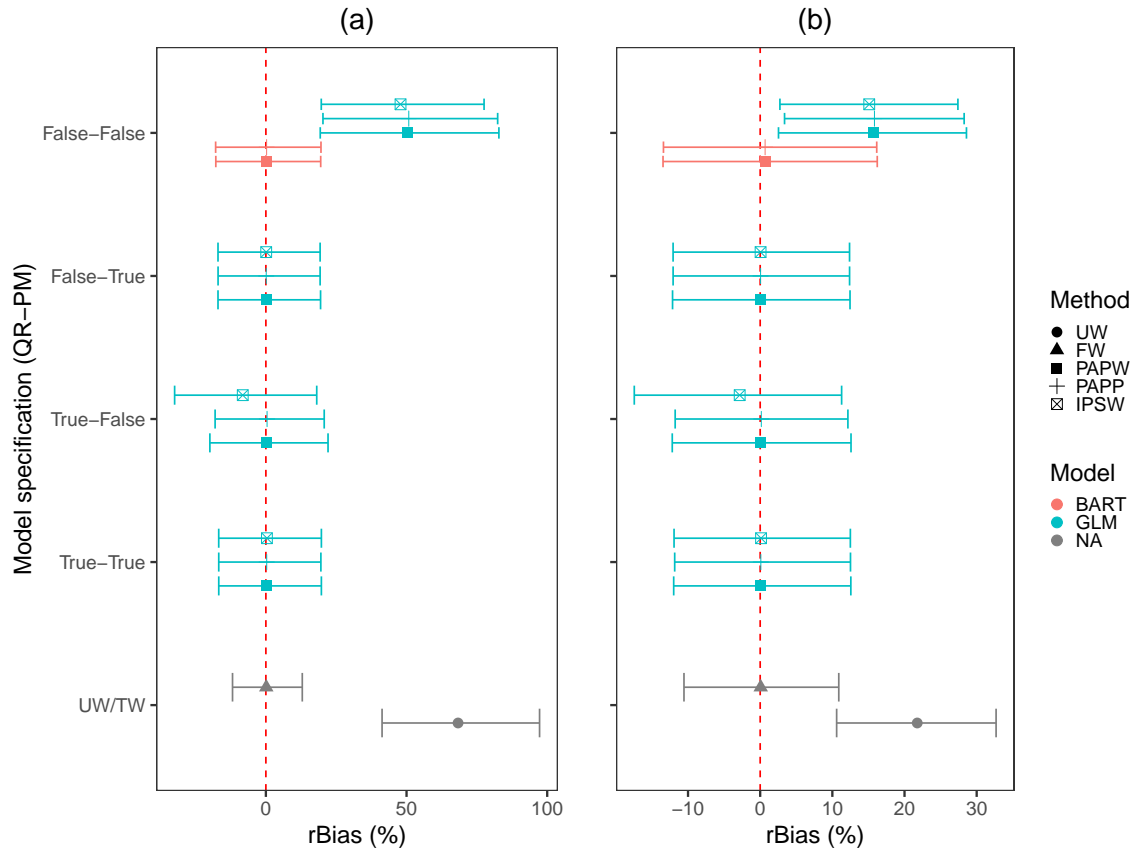 (a)
(b)
Model specification (QR−PM)
False−False
False−True
True−False
True−True
UW/TW
0
50
100
rBias (%)
−10
0
10
20
30
rBias (%)
Method
UW
FW
PAPW
PAPP
IPSW
Model
BART
GLM
NA